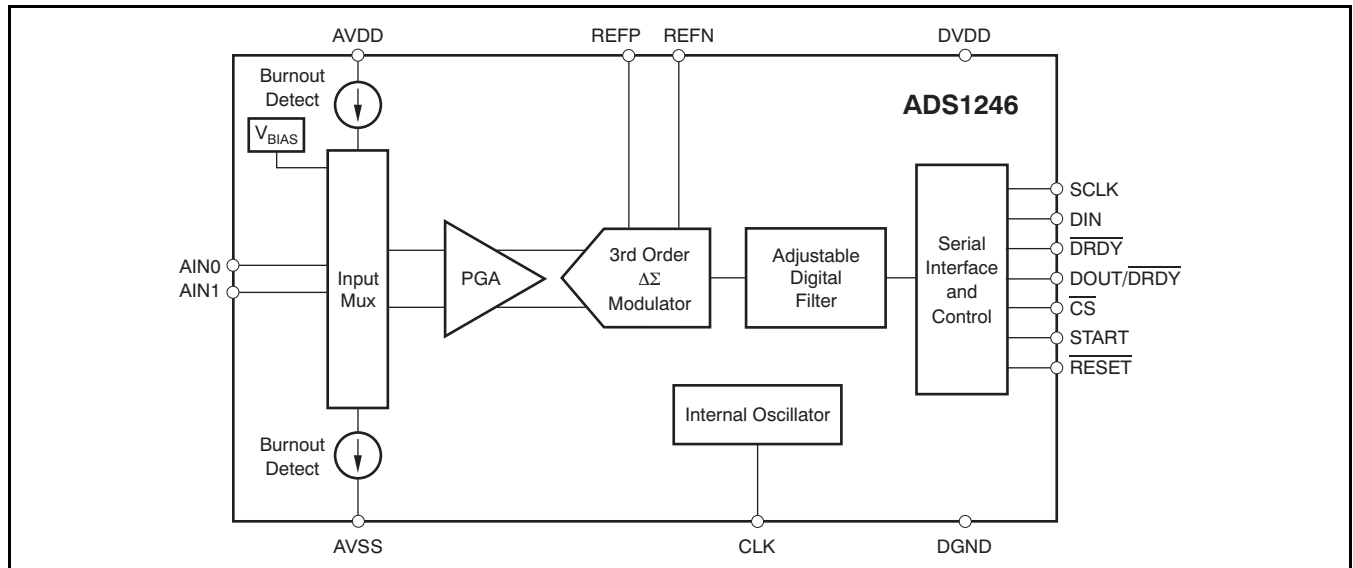 AVDD
REFP
REFN
DVDD
Burnout
Detect
ADS1246
VBIAS
SCLK
DIN
DRDY
DOUT/DRDY
CS
START
RESET
AIN0
AIN1
Input
Mux
PGA
3rd Order
ΔΣ
Modulator
Adjustable
Digital
Filter
Serial
Interface
and
Control
Internal Oscillator
Burnout
Detect
AVSS
CLK
DGND